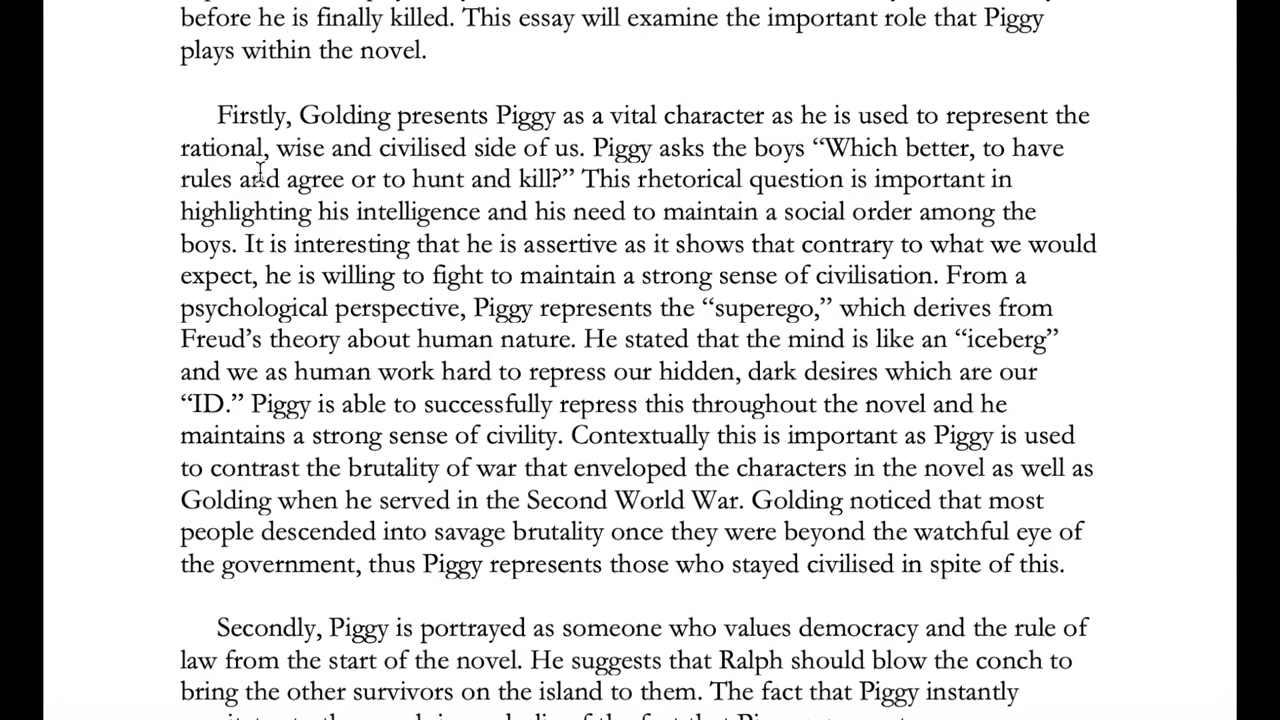 before he is finally killed. This essay will examine the important role that Piggy
plays within the novel.
Firstly, Golding presents Piggy as a vital character as he is used to represent the
rational, wise and civilised side of us. Piggy asks the boys “Which better, to have
rules and agree or to hunt and kill?” This rhetorical question is important in
highlighting his intelligence and his need to maintain a social order among the
boys. It is interesting that he is assertive as it shows that contrary to what we would
expect, he is willing to fight to maintain a strong sense of civilisation. From a
psychological perspective, Piggy represents the “superego,” which derives from
Freud’s theory about human nature. He stated that the mind is like an “iceberg”
and we as human work hard to repress our hidden, dark desires which are our
“ID.” Piggy is able to successfully repress this throughout the novel and he
maintains a strong sense of civility. Contextually this is important as Piggy is used
to contrast the brutality of war that enveloped the characters in the novel as well as
Golding when he served in the Second World War. Golding noticed that most
people descended into savage brutality once they were beyond the watchful eye of
the government, thus Piggy represents those who stayed civilised in spite of this.
Secondly, Piggy is portrayed as someone who values democracy and the rule of
law from the start of the novel. He suggests that Ralph should blow the conch to
bring the other survivors on the island to them. The fact that Piggy instantly